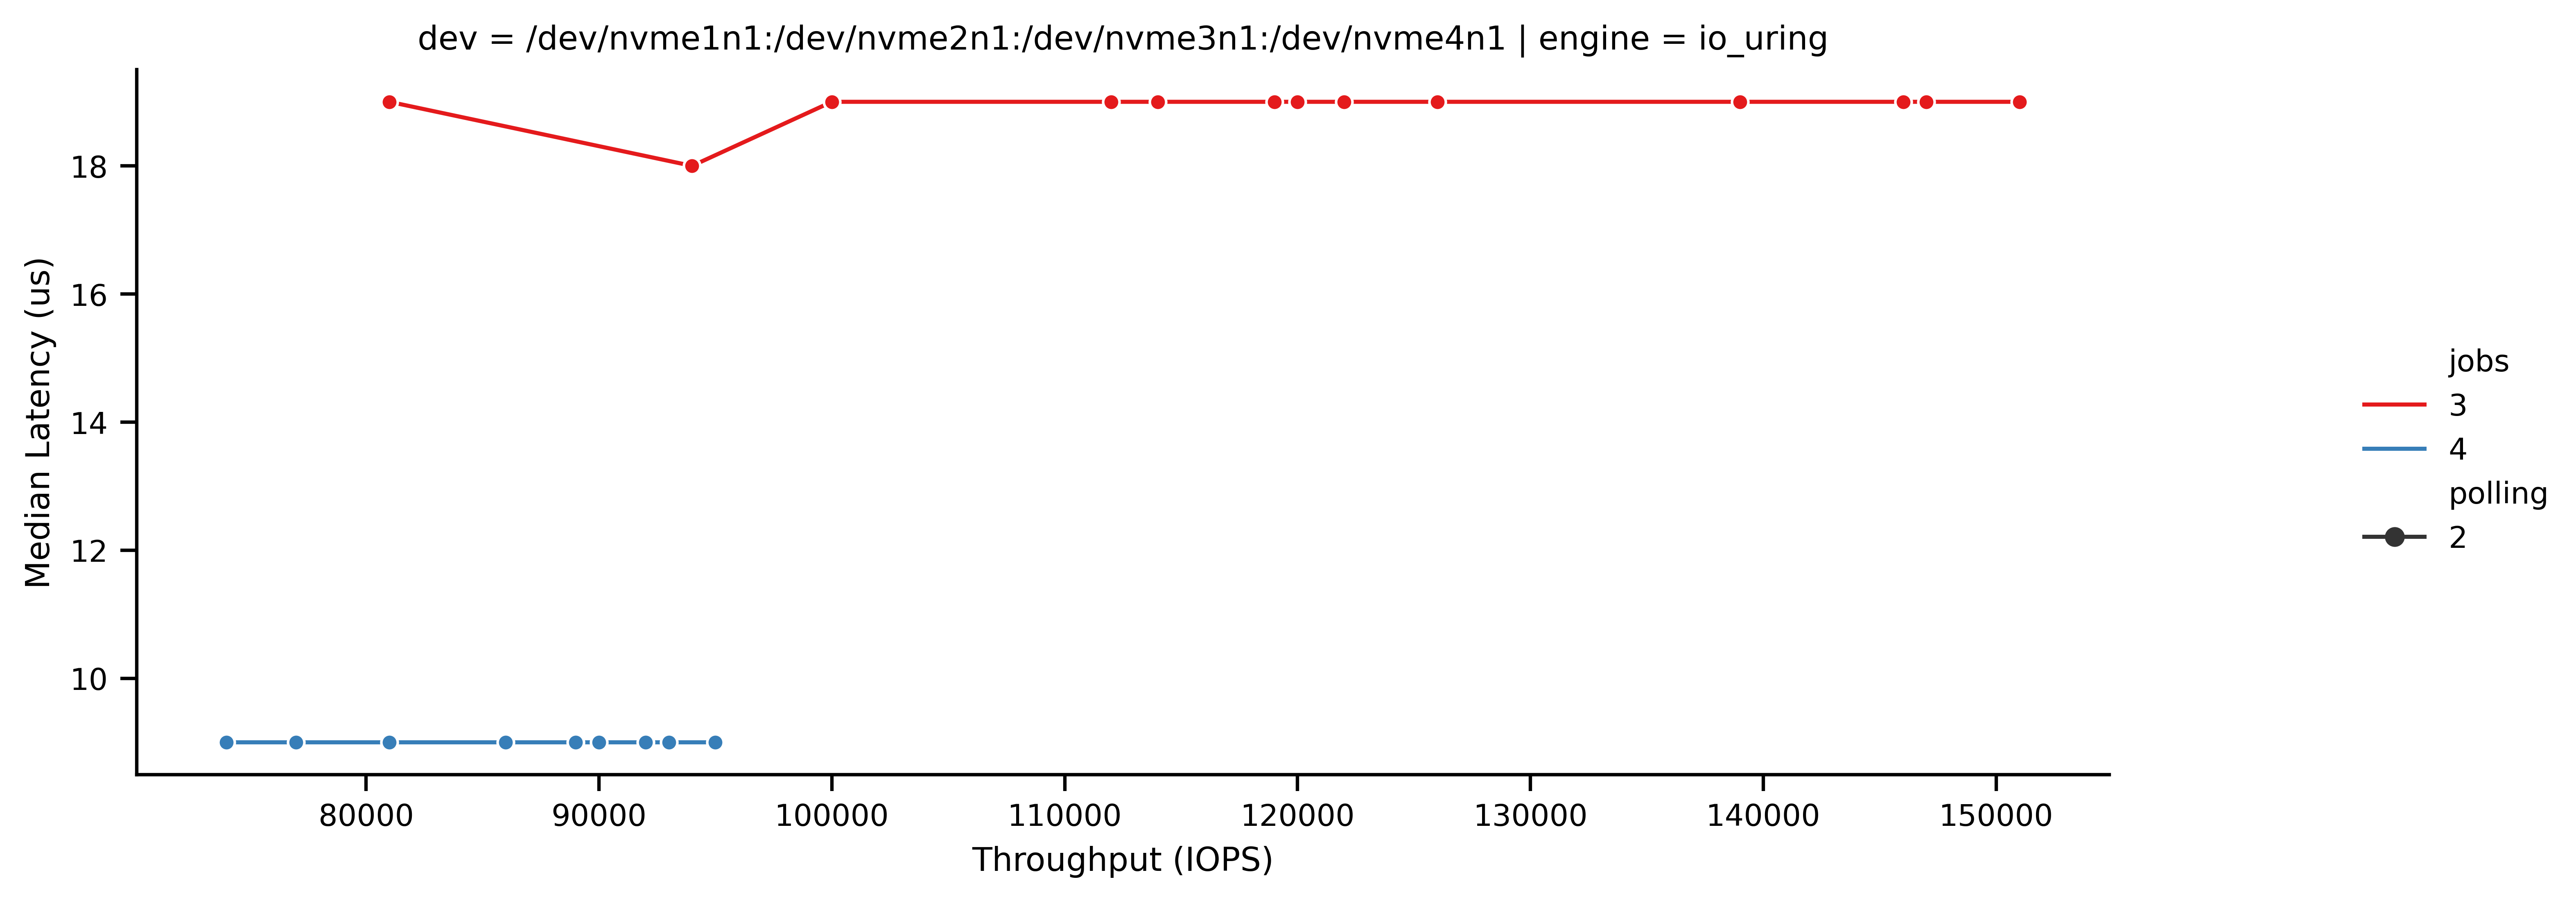 dev = /dev/nvme1n1:/dev/nvme2n1:/dev/nvme3n1:/dev/nvme4n1 | engine = io_uring
Median Latency (us)
18
16
14
12
10
80000 90000 100000 110000 120000 130000 140000 150000
Throughput (IOPS)
jobs
3
4
polling
2